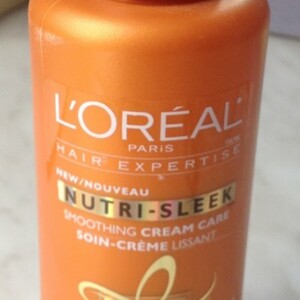 L'ORÉAL
PARIS
HAIR EXPERTISE
NEW/NOUVEAU
NUTRI-SLEEK
SMOOTHING CREAM CARE
SOIN-CRÈME LISSANT